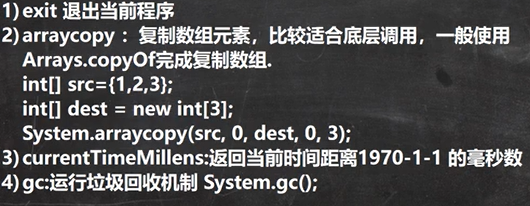 1) exit 退出当前程序
2) arraycopy ：复制数组元素，比较适合底层调用，一般使用
Arrays.copyOf完成复制数组.
int[] src={1,2,3};
int[] dest = new int[3];
System.arraycopy(src, 0, dest, 0, 3);
3) currentTimeMillens:返回当前时间距离1970-1-1 的毫秒数
4) gc:运行垃圾回收机制 System.gc();